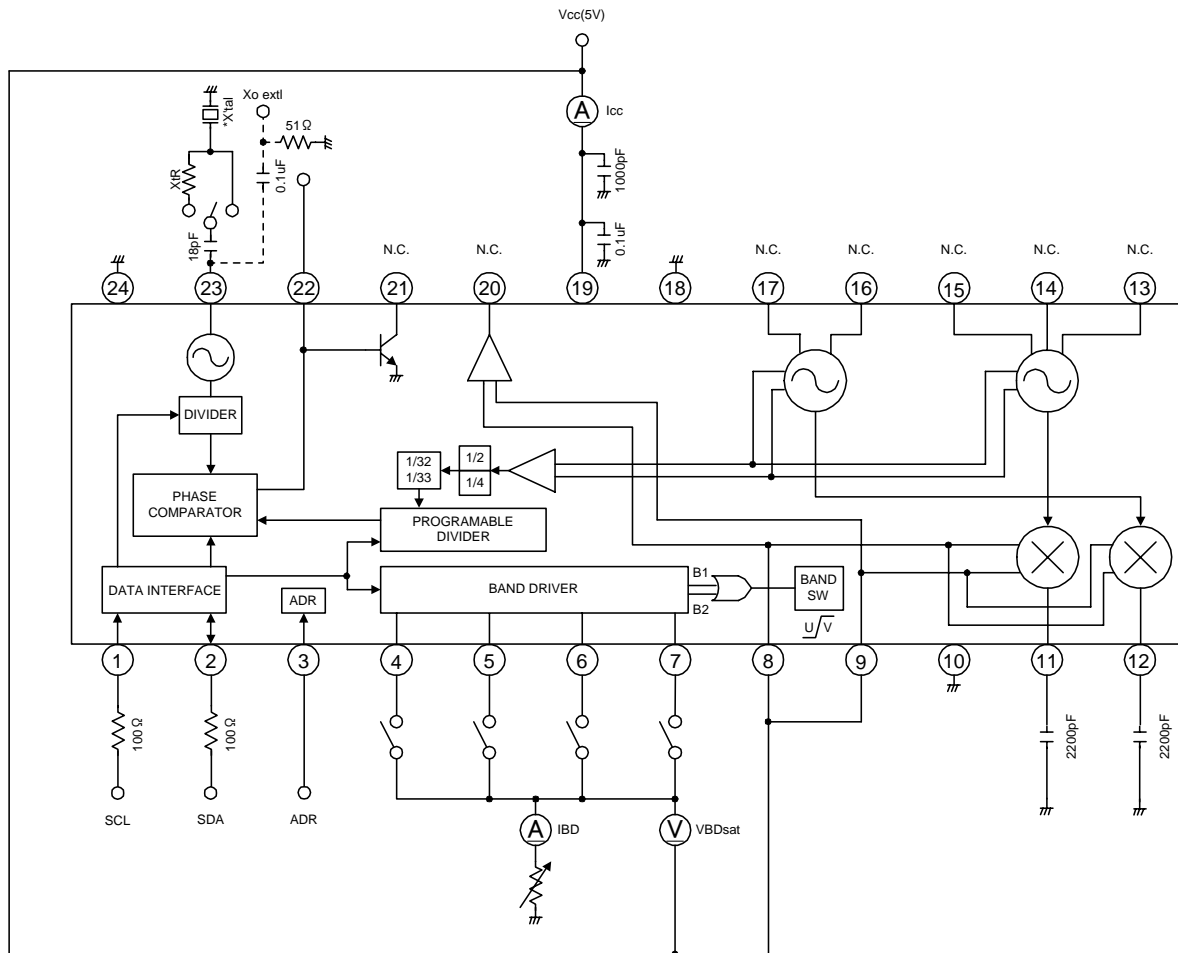 Vcc(5V)
A
Icc
1000pF
0.1uF
*X'tal
Xo extl
51Ω
XtR
0.1uF
18pF
N.C.
N.C.
N.C.
N.C.
N.C.
N.C.
N.C.
24
23
22
21
20
19
18
17
16
15
14
13
DIVIDER
PHASE
COMPARATOR
1/32
1/33
1/2
1/4
PROGRAMABLE
DIVIDER
DATA INTERFACE
ADR
BAND DRIVER
B1
B2
BAND
SW
U V
1
2
3
4
5
6
7
8
9
10
11
12
100Ω
100Ω
2200pF
2200pF
SCL
SDA
ADR
A
IBD
V
VBDsat